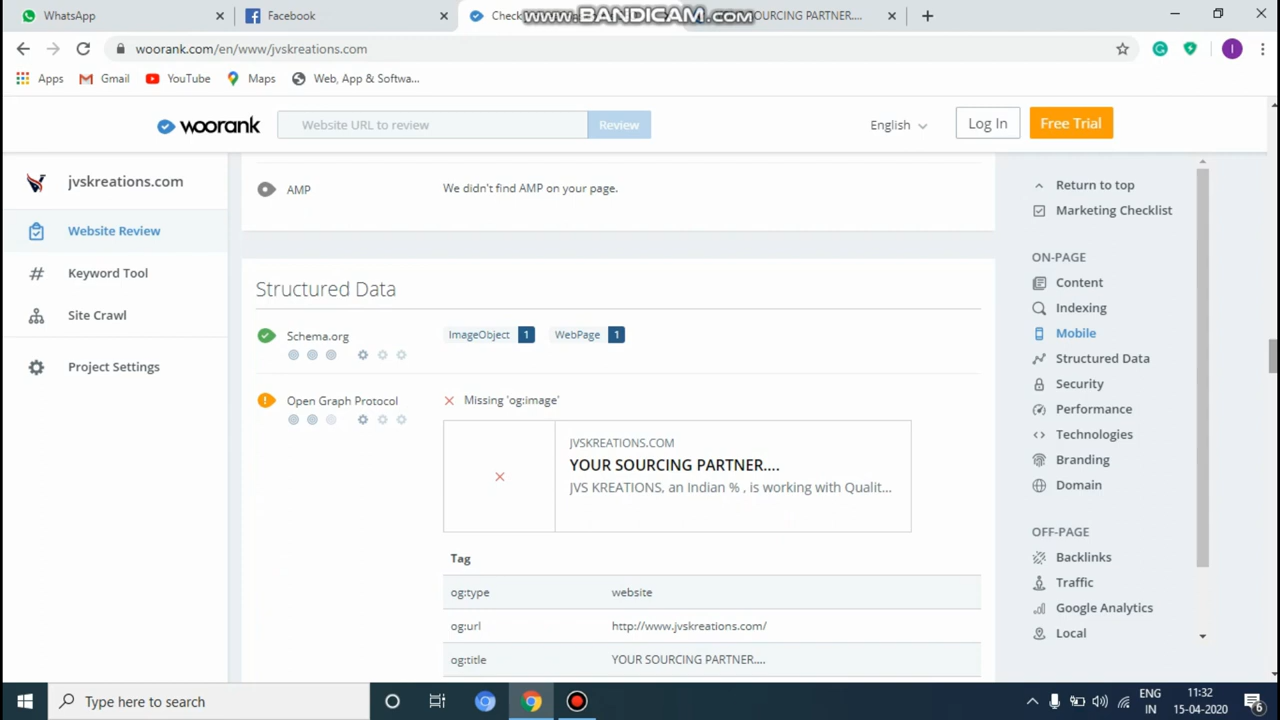 WhatsApp
Facebook
Check
www.BANDICAM.com
SOURCING PARTNER....
woorank.com/en/www/jvskreations.com
Apps
Gmail
YouTube
Maps
Web, App & Softwa...
woorank
Website URL to review
Review
English
Log In
Free Trial
jvskreations.com
Website Review
Keyword Tool
Site Crawl
Project Settings
AMP
We didn't find AMP on your page.
Structured Data
Schema.org
ImageObject 1
WebPage 1
Open Graph Protocol
Missing 'og:image'
JVSKREATIONS.COM
YOUR SOURCING PARTNER....
JVS KREATIONS, an Indian % , is working with Qualit...
Tag
og:type website
og:url http://www.jvskreations.com/
og:title YOUR SOURCING PARTNER....
Return to top
Marketing Checklist
ON-PAGE
Content
Indexing
Mobile
Structured Data
Security
Performance
Technologies
Branding
Domain
OFF-PAGE
Backlinks
Traffic
Google Analytics
Local
Type here to search
ENG
IN
11:32
15-04-2020
6
I